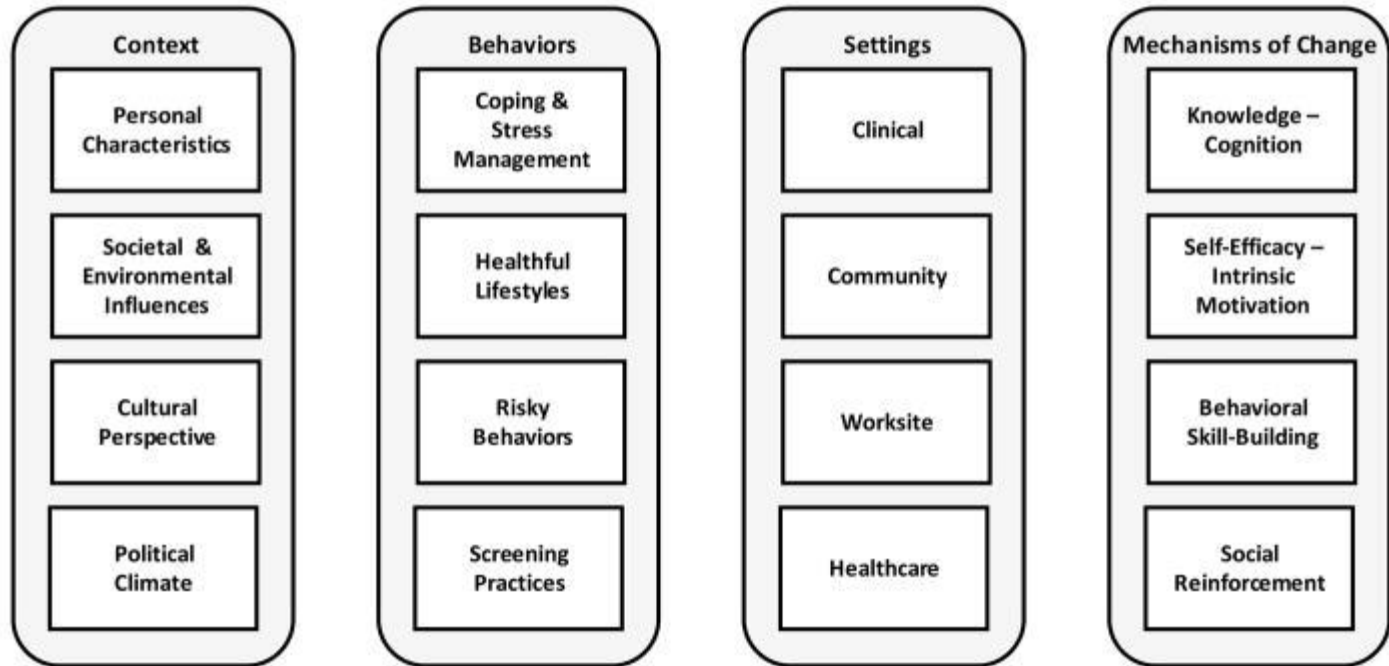 Context
Personal
Characteristics
Societal &
Environmental
Influences
Cultural
Perspective
Political
Climate
Behaviors
Coping &
Stress
Management
Healthful
Lifestyles
Risky
Behaviors
Screening
Practices
Settings
Clinical
Community
Worksite
Healthcare
Mechanisms of Change
Knowledge –
Cognition
Self-Efficacy –
Intrinsic
Motivation
Behavioral
Skill-Building
Social
Reinforcement